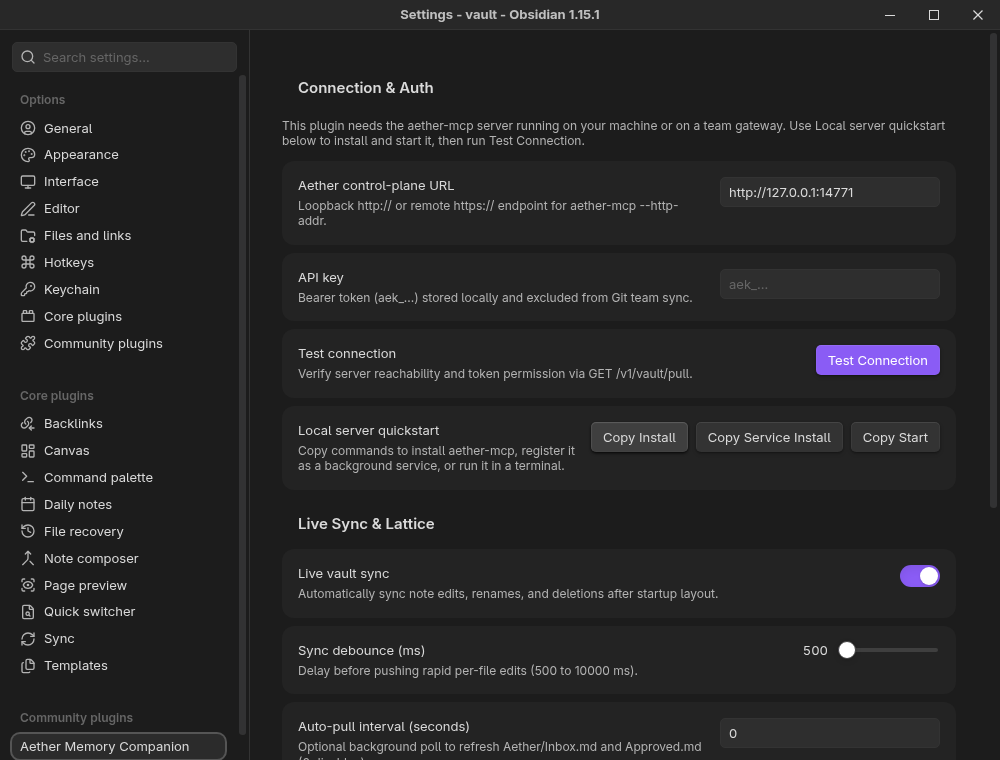 Settings - vault - Obsidian 1.15.1
Search settings...
Options
General
Appearance
Interface
Editor
Files and links
Hotkeys
Keychain
Core plugins
Community plugins
Core plugins
Backlinks
Canvas
Command palette
Daily notes
File recovery
Note composer
Page preview
Quick switcher
Sync
Templates
Community plugins
Aether Memory Companion
Connection & Auth
This plugin needs the aether-mcp server running on your machine or on a team gateway. Use Local server quickstart
below to install and start it, then run Test Connection.
Aether control-plane URL
Loopback http:// or remote https:// endpoint for aether-mcp --http-
addr.
http://127.0.0.1:14771
API key
Bearer token (aek_...) stored locally and excluded from Git team sync.
aek_...
Test connection
Verify server reachability and token permission via GET /v1/vault/pull.
Test Connection
Local server quickstart
Copy commands to install aether-mcp, register it
as a background service, or run it in a terminal.
Copy Install
Copy Service Install
Copy Start
Live Sync & Lattice
Live vault sync
Automatically sync note edits, renames, and deletions after startup layout.
Sync debounce (ms)
Delay before pushing rapid per-file edits (500 to 10000 ms).
500
Auto-pull interval (seconds)
Optional background poll to refresh Aether/Inbox.md and Approved.md
0